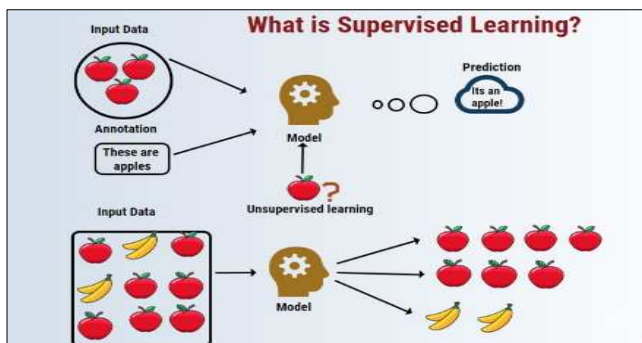 What is Supervised Learning?
Input Data
Annotation
These are
apples
Model
Prediction
Its an
apple!
?
Unsupervised learning
Input Data
Model